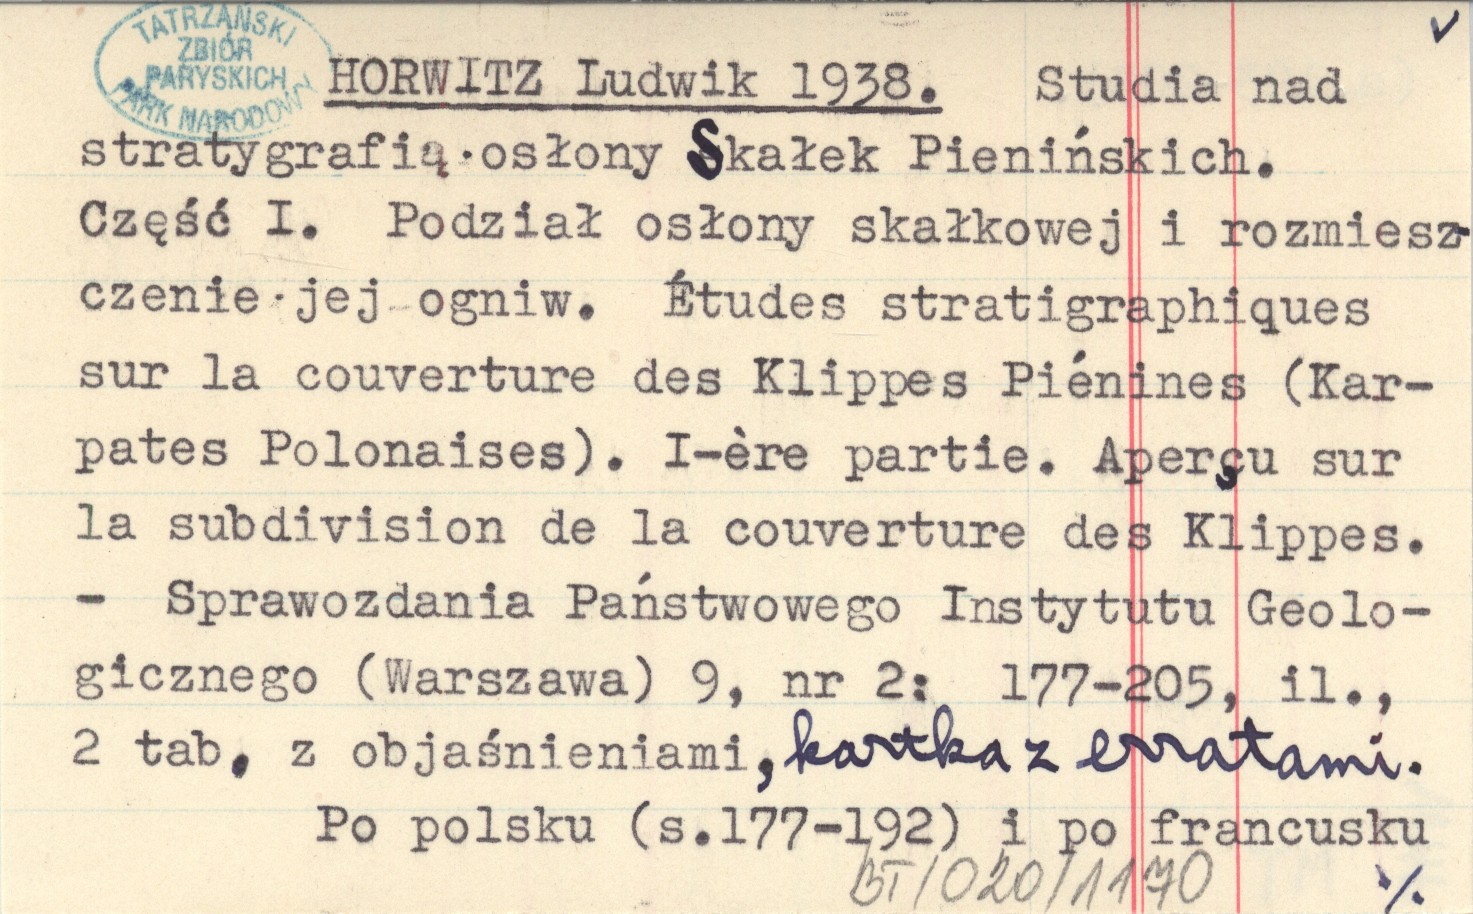 TATRZAŃSKI
ZBIÓR
PARYSKICH
PARK NARODOWY
HORWITZ Ludwik 1938. Studia nad
stratygrafią osłony Skałek Pienińskich.
Część I. Podział osłony skałkowej i rozmiesz-
czenie jej ogniw. Études stratigraphiques
sur la couverture des Klippes Piénines (Kar-
pates Polonaises). I-ère partie. Aperçu sur
la subdivision de la couverture des Klippes.
- Sprawozdania Państwowego Instytutu Geolo-
gicznego (Warszawa) 9, nr 2: 177-205, il.,
2 tab. z objaśnieniami, kartka z erratami.
Po polsku (s.177-192) i po francusku
BT/020/1170
./.